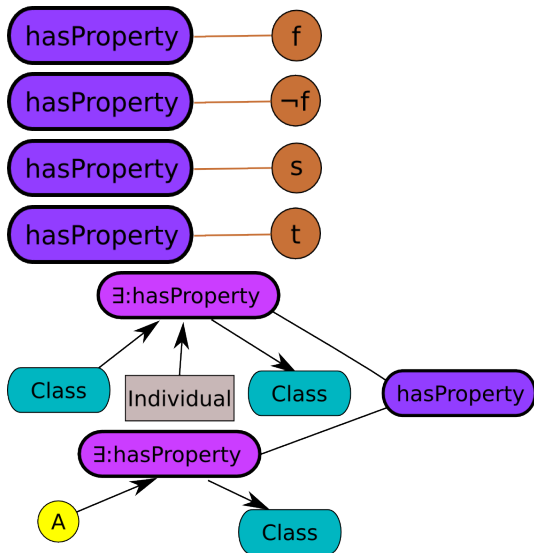 hasProperty f
hasProperty ¬f
hasProperty s
hasProperty t
∃:hasProperty
Class
Individual
Class
hasProperty
∃:hasProperty
A
Class